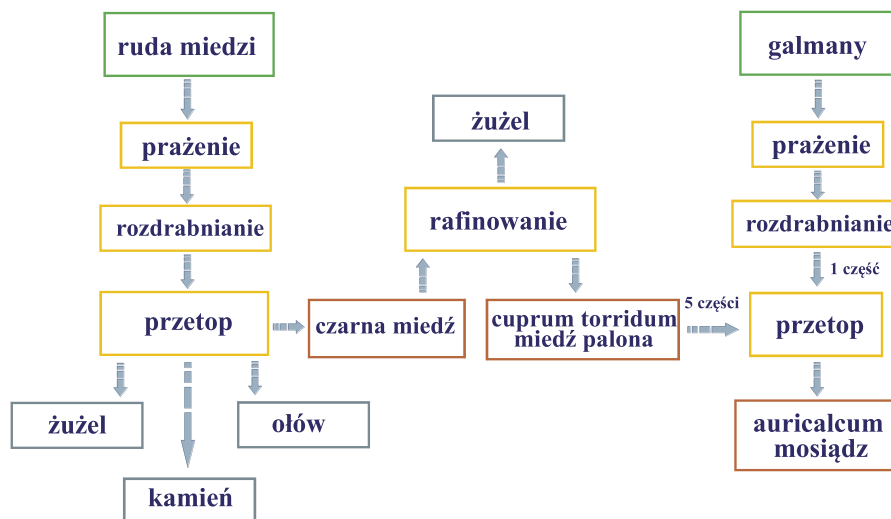 ruda miedzi
prażenie
rozdrabnianie
przetop
żużel
kamień
ołów
czarna miedź
rafinowanie
żużel
cuprum torridum
miedź palona
5 części
galmany
prażenie
rozdrabnianie
1 część
przetop
auricalcum
mosiądz